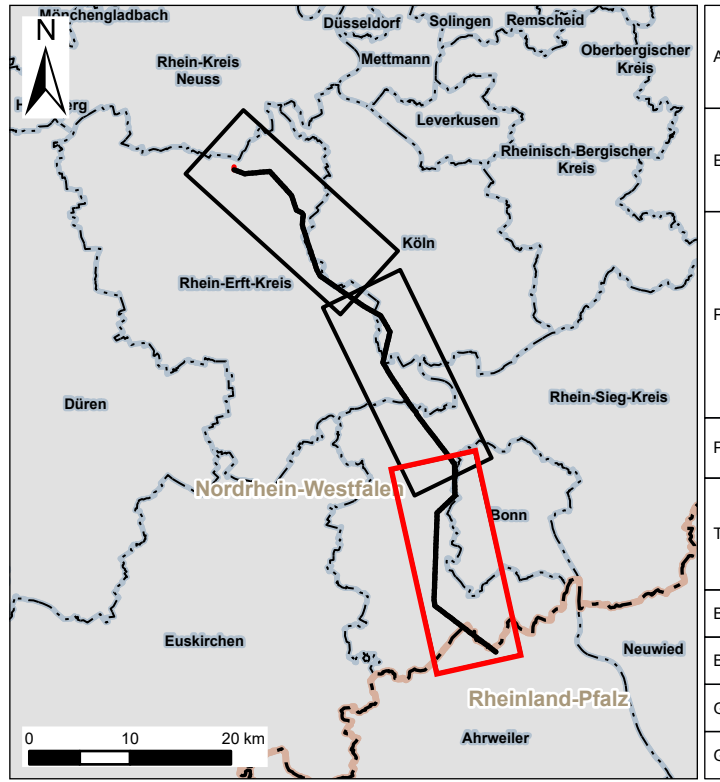 Mönchengladbach
Düsseldorf
Solingen
Remscheid
N
Mettmann
Oberbergischer
Kreis
Rhein-Kreis
Neuss
Leverkusen
Rheinisch-Bergischer
Kreis
Köln
Rhein-Erft-Kreis
Düren
Rhein-Sieg-Kreis
Nordrhein-Westfalen
Bonn
Euskirchen
Neuwied
Rheinland-Pfalz
Ahrweiler
0 10 20 km